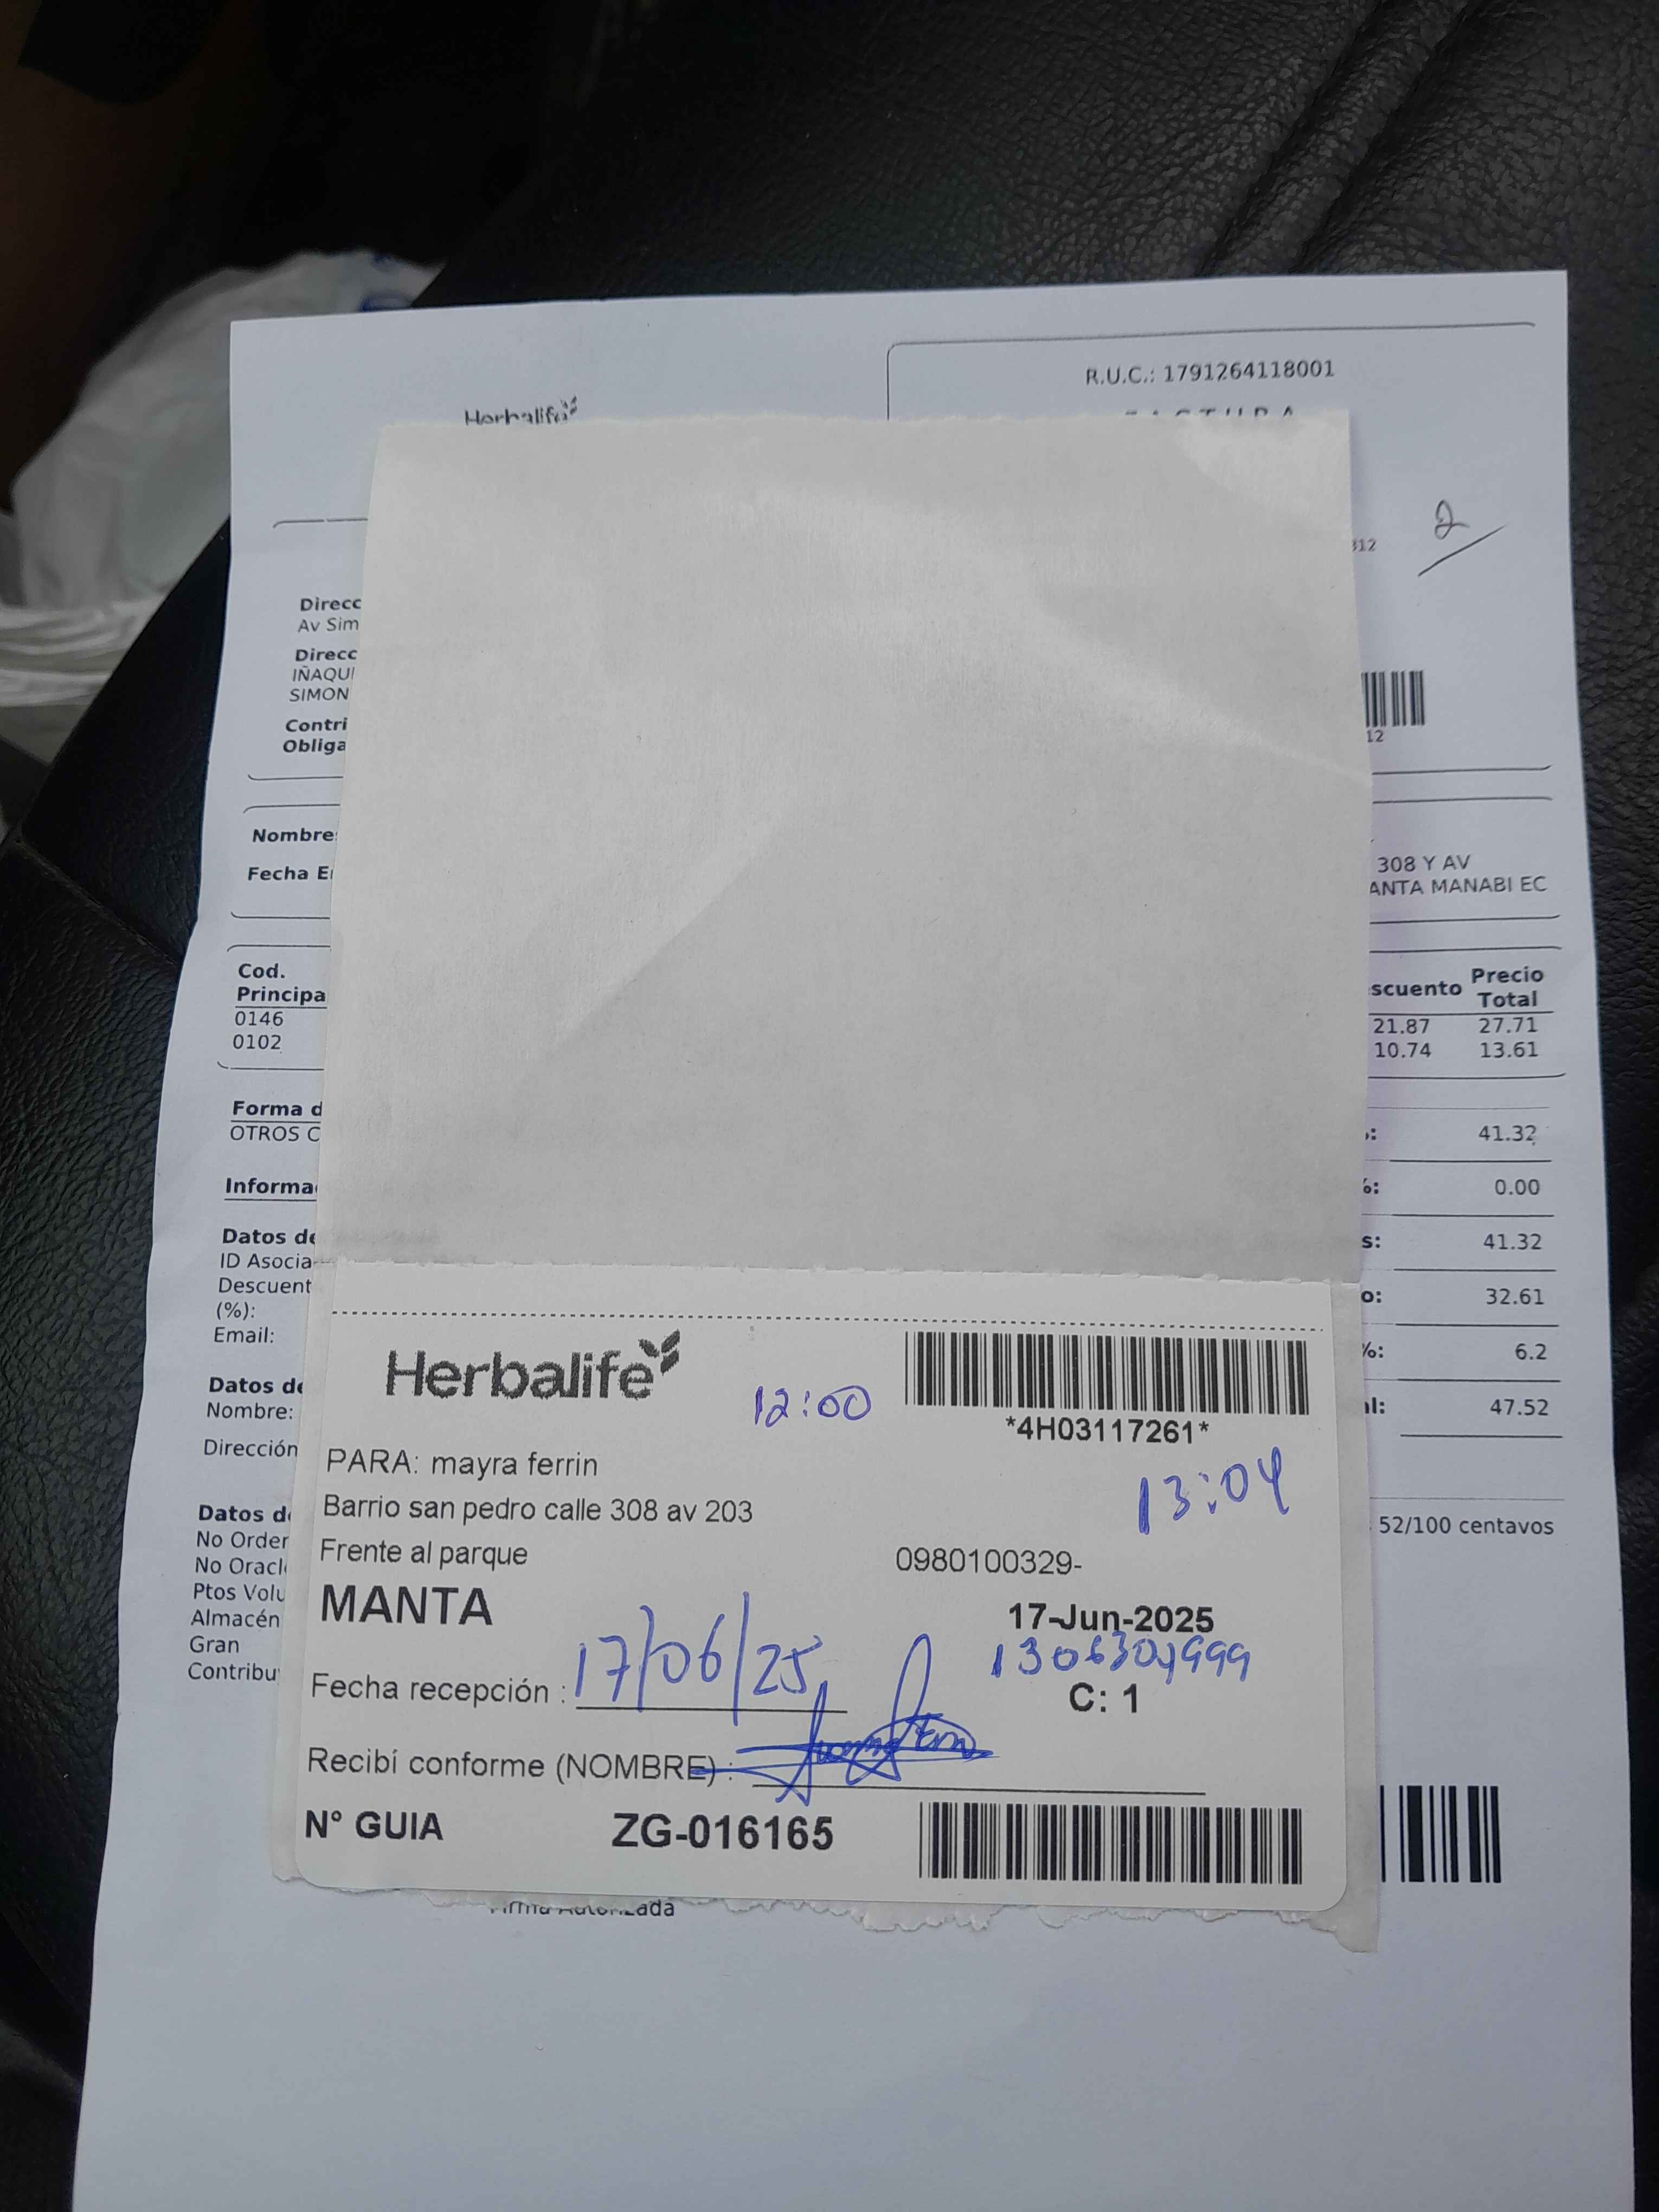 R.U.C.: 1791264118001
Herbalife
2
Direcc
Av Sim
Direcc
IÑAQUI
SIMON
Contri
Obliga
12
Nombre:
308 Y AV
Fecha E
ANTA MANABI EC
Cod.
Principa
scuento
Precio
Total
0146
21.87
27.71
0102
10.74
13.61
Forma d
OTROS C
41.32
Informa
%:
0.00
Datos de
s:
41.32
ID Asocia
Descuent
(%):
o:
32.61
Email:
%:
6.2
Datos de
Nombre:
al:
47.52
Dirección
Datos d
52/100 centavos
No Order
No Oracl
Ptos Volu
Almacén
Gran
Contribu
Herbalife
12:00
*4H03117261*
PARA: mayra ferrin
13:04
Barrio san pedro calle 308 av 203
Frente al parque
0980100329-
MANTA
17-Jun-2025
Fecha recepción : 17/06/25
C: 1
Recibí conforme (NOMBRE) :
N° GUIA ZG-016165